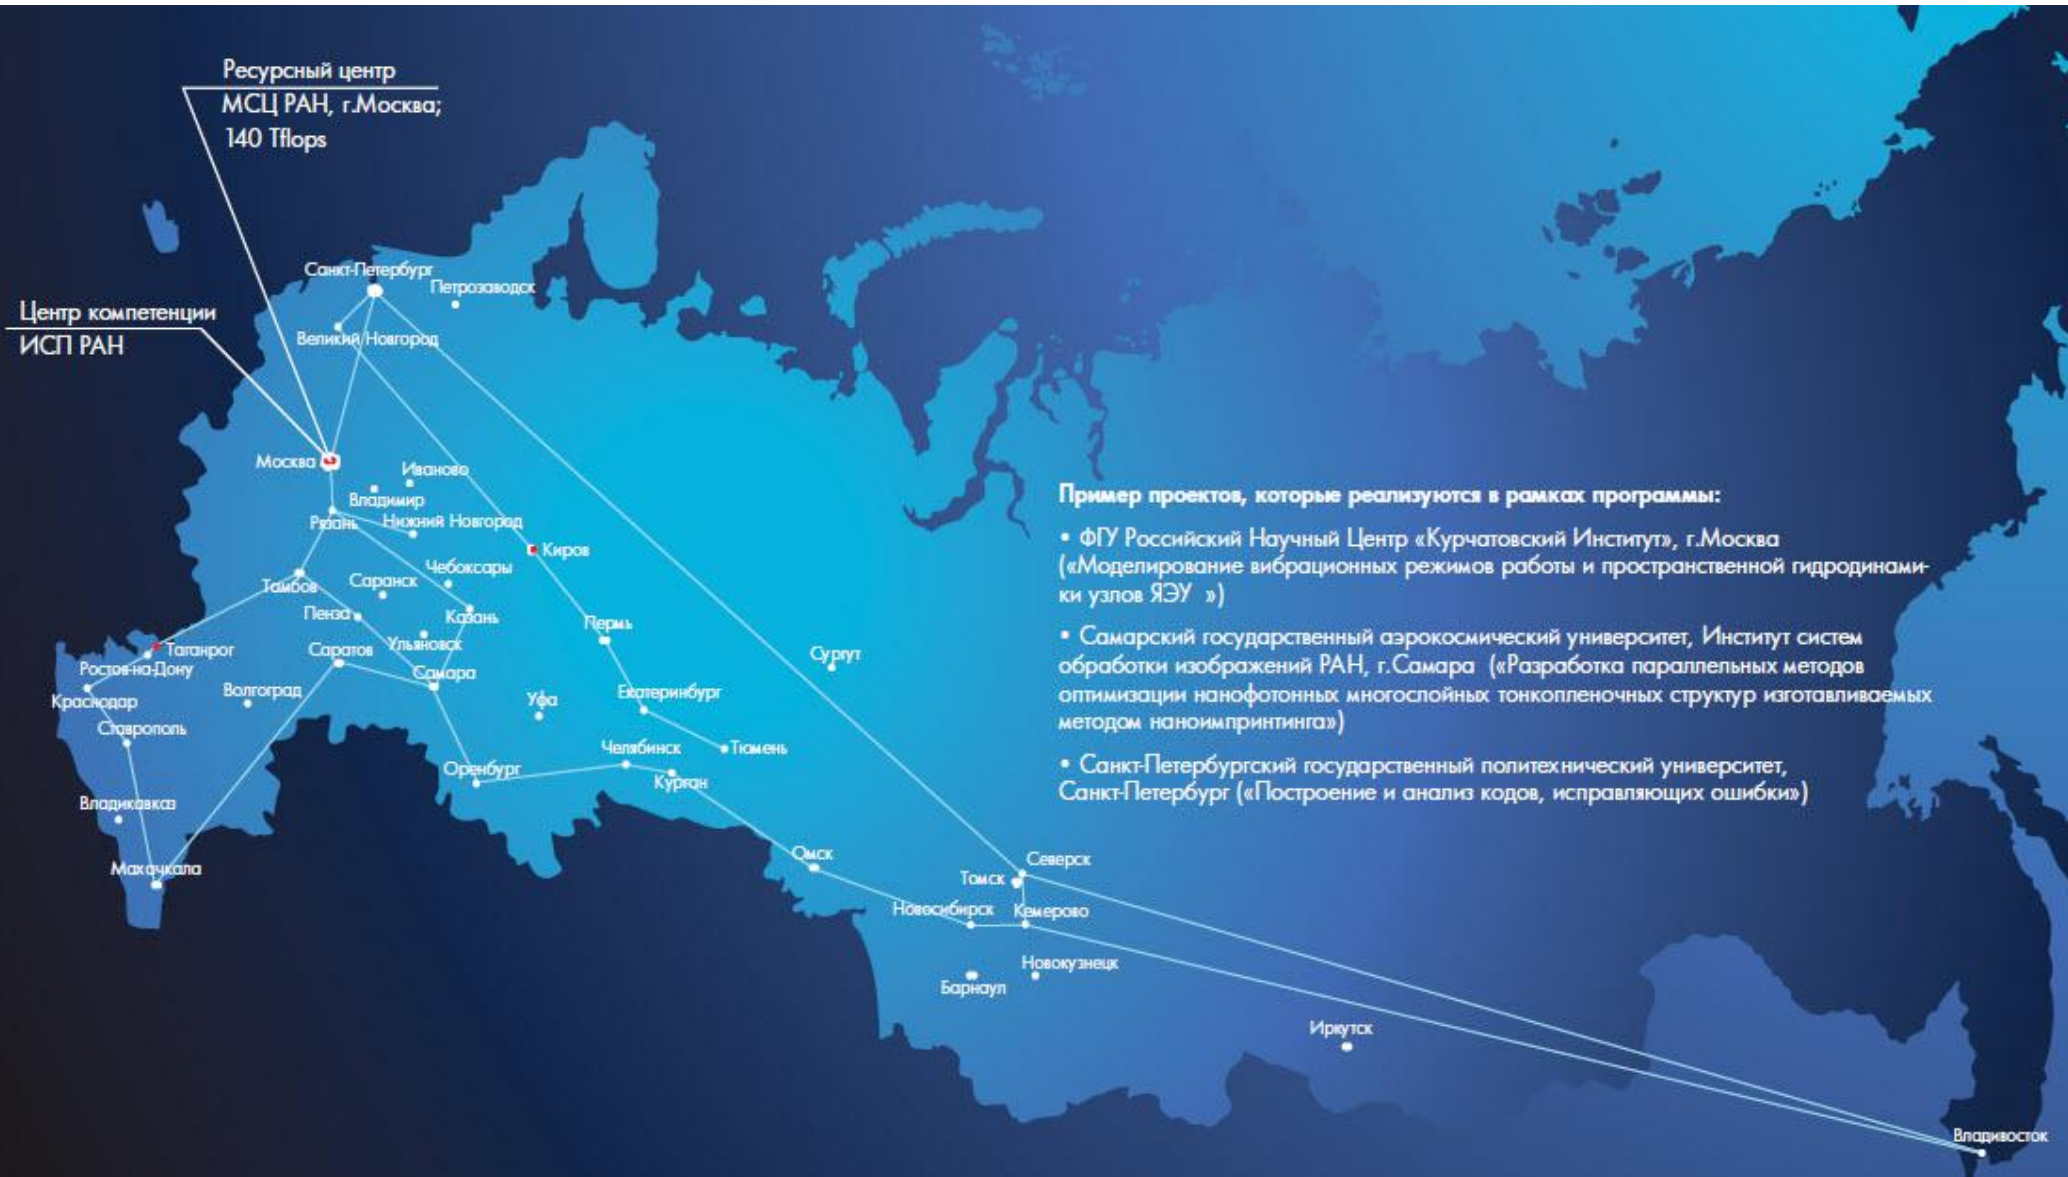 Ресурсный центр
МСЦ РАН, г.Москва;
140 Tflops
Санкт-Петербург
Петрозаводск
Центр компетенции
ИСП РАН
Великий Новгород
Москва
Иваново
Владимир
Рязань
Нижний Новгород
Киров
Чебоксары
Саранск
Тамбов
Пенза
Казань
Пермь
Ульяновск
Таганрог
Саратов
Ростов-на-Дону
Самара
Сургут
Волгоград
Уфа
Екатеринбург
Краснодар
Ставрополь
Челябинск
Тюмень
Оренбург
Курган
Владикавказ
Махачкала
Омск
Северск
Томск
Новосибирск
Кемерово
Новокузнецк
Барнаул
Иркутск
Владивосток
Пример проектов, которые реализуются в рамках программы:
• ФГУ Российский Научный Центр «Курчатовский Институт», г.Москва
(«Моделирование вибрационных режимов работы и пространственной гидродинами-
ки узлов ЯЭУ »)
• Самарский государственный аэрокосмический университет, Институт систем
обработки изображений РАН, г.Самара («Разработка параллельных методов
оптимизации нанофотонных многослойных тонкопленочных структур изготавливаемых
методом наноимпринтинга»)
• Санкт-Петербургский государственный политехнический университет,
Санкт-Петербург («Построение и анализ кодов, исправляющих ошибки»)